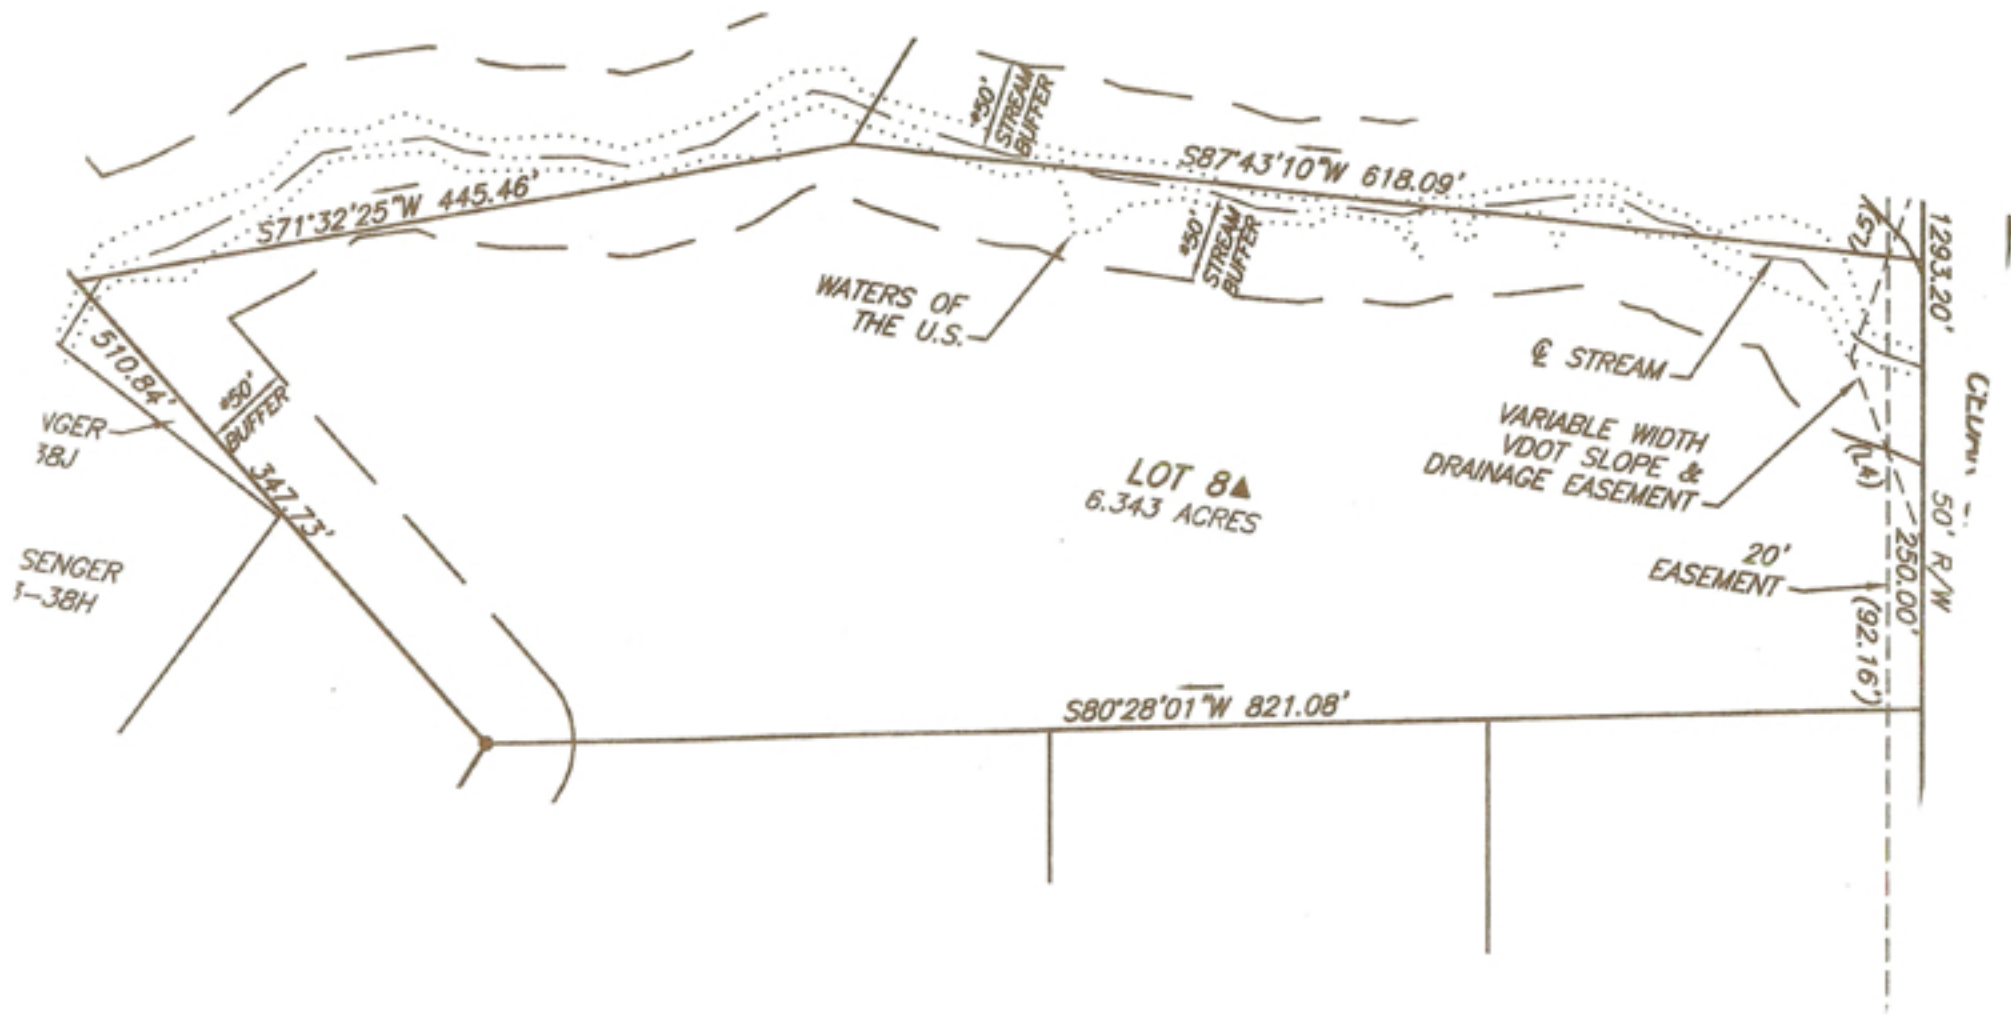 *50'
STREAM
BUFFER
S87°43'10"W 618.09'
S71°32'25"W 445.46'
*50'
STREAM
BUFFER
(L5)
1293.20'
WATERS OF
THE U.S.
℄ STREAM
510.84'
*50'
BUFFER
VARIABLE WIDTH
VDOT SLOPE &
DRAINAGE EASEMENT
(L4)
NGER
38J
347.73'
LOT 8▲
6.343 ACRES
50' R/W
250.00'
20'
EASEMENT
(92.16')
SENGER
-38H
S80°28'01"W 821.08'